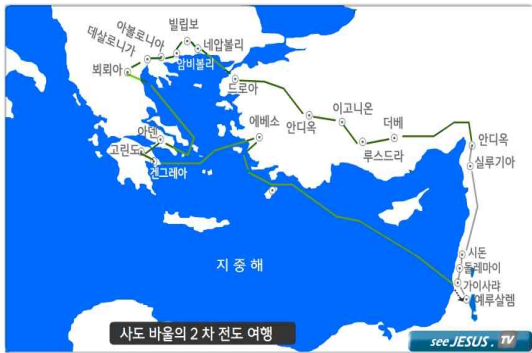 빌립보
아볼로니아
데살로니가
네압볼리
암비볼리
뵈뢰아
드로아
에베소
이고니온
안디옥
더베
루스드라
안디옥
실루기아
아덴
고린도
겐그레아
시돈
돌레마이
가이사랴
예루살렘
지중해
사도 바울의 2 차 전도 여행
see JESUS . TV